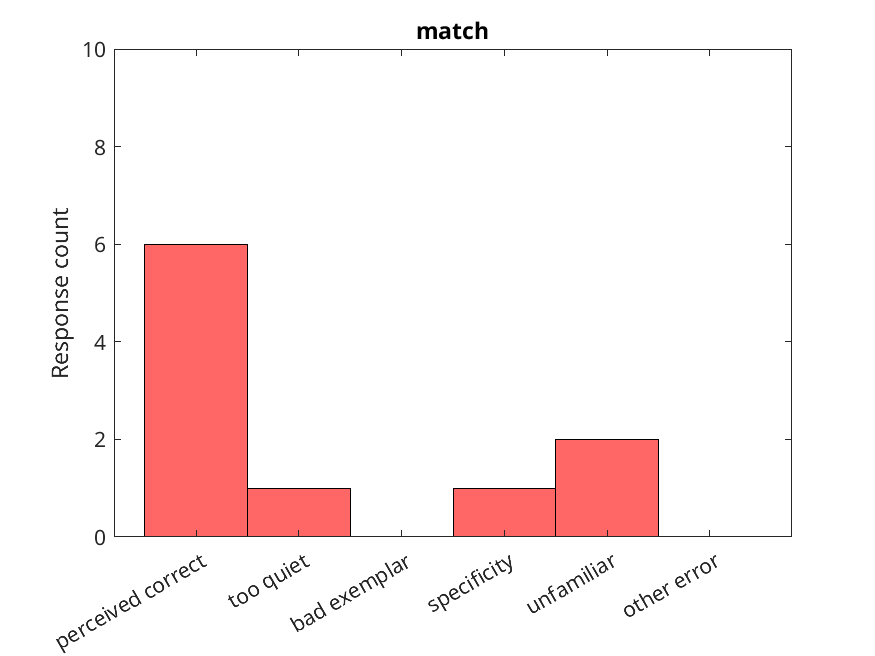 match
Response count
10
8
6
4
2
0
perceived correct
too quiet
bad exemplar
specificity
unfamiliar
other error